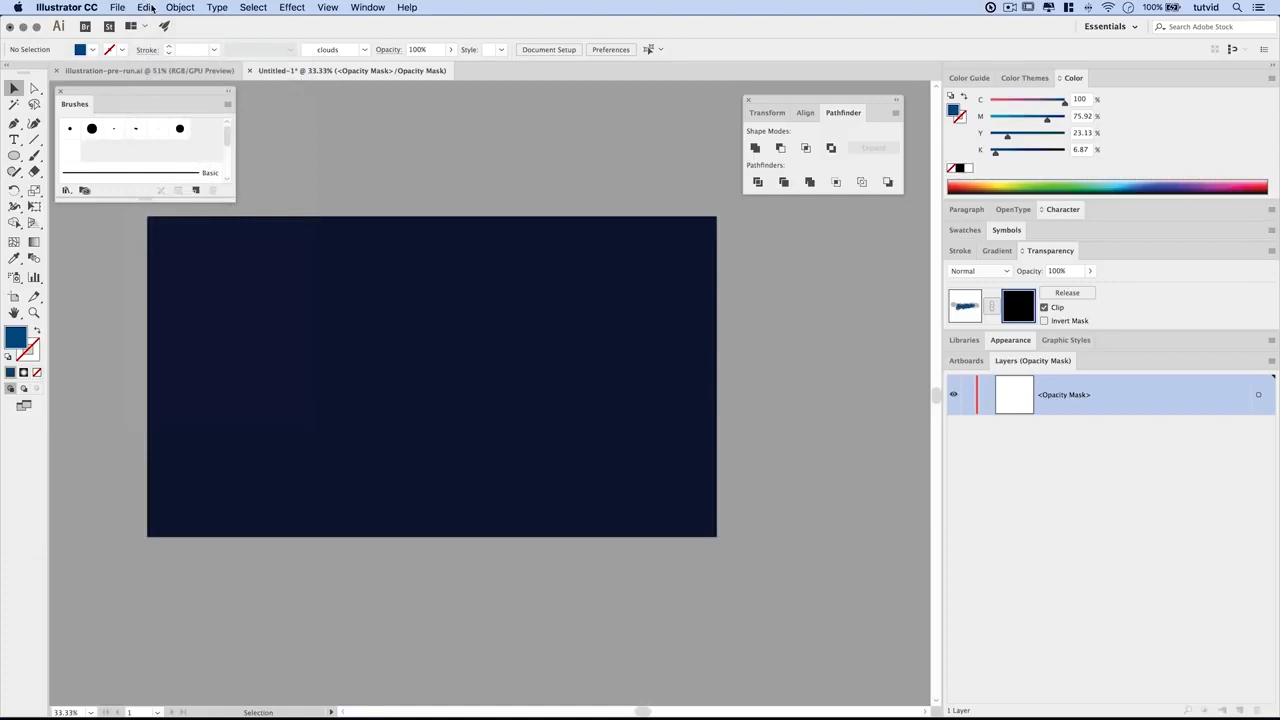 Illustrator CC File Edit Object Type Select Effect View Window Help 100% tutvid
Ai Br St Essentials Search Adobe Stock
No Selection Stroke: clouds Opacity: 100% Style: Document Setup Preferences
illustration-pre-run.ai @ 51% (RGB/GPU Preview) Untitled-1* @ 33.33% (<Opacity Mask>/Opacity Mask)
Brushes
Basic
Transform Align Pathfinder
Shape Modes:
Expand
Pathfinders:
Color Guide Color Themes Color
C 100 %
M 75.92 %
Y 23.13 %
K 6.87 %
Paragraph OpenType Character
Swatches Symbols
Stroke Gradient Transparency
Normal Opacity: 100%
Release
Clip
Invert Mask
Libraries Appearance Graphic Styles
Artboards Layers (Opacity Mask)
<Opacity Mask>
33.33% 1 Selection
1 Layer